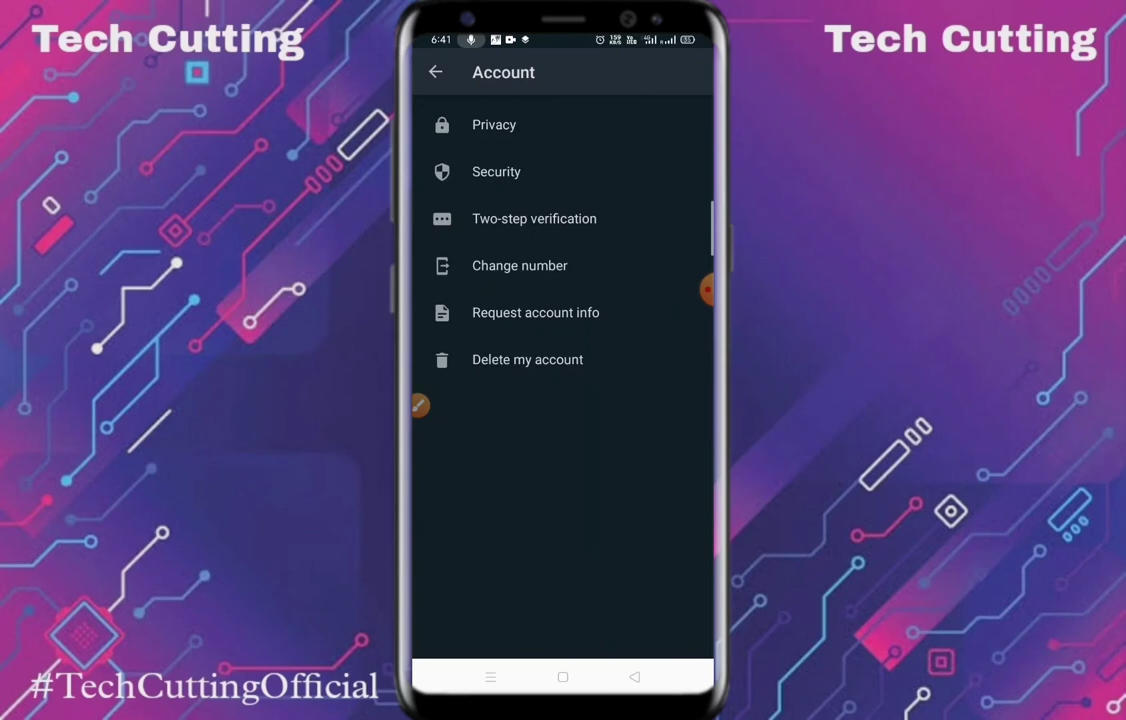 Tech Cutting
Tech Cutting
6:41
Account
Privacy
Security
Two-step verification
Change number
Request account info
Delete my account
#TechCuttingOfficial